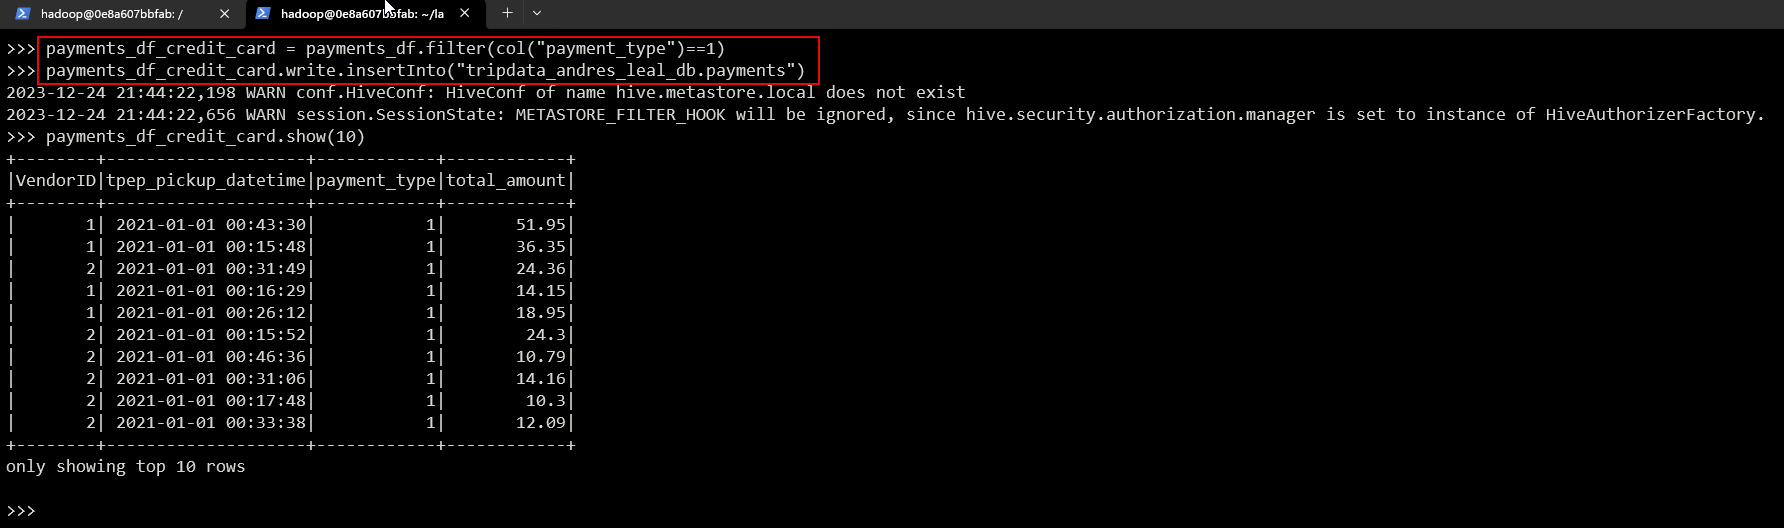 hadoop@0e8a607bbfab: /
hadoop@0e8a607bbfab: ~/la
>>> payments_df_credit_card = payments_df.filter(col("payment_type")==1)
>>> payments_df_credit_card.write.insertInto("tripdata_andres_leal_db.payments")
2023-12-24 21:44:22,198 WARN conf.HiveConf: HiveConf of name hive.metastore.local does not exist
2023-12-24 21:44:22,656 WARN session.SessionState: METASTORE_FILTER_HOOK will be ignored, since hive.security.authorization.manager is set to instance of HiveAuthorizerFactory.
>>> payments_df_credit_card.show(10)
+--------+--------------------+------------+------------+
|VendorID|tpep_pickup_datetime|payment_type|total_amount|
+--------+--------------------+------------+------------+
|       1| 2021-01-01 00:43:30|           1|       51.95|
|       1| 2021-01-01 00:15:48|           1|       36.35|
|       2| 2021-01-01 00:31:49|           1|       24.36|
|       1| 2021-01-01 00:16:29|           1|       14.15|
|       1| 2021-01-01 00:26:12|           1|       18.95|
|       2| 2021-01-01 00:15:52|           1|        24.3|
|       2| 2021-01-01 00:46:36|           1|       10.79|
|       2| 2021-01-01 00:31:06|           1|       14.16|
|       2| 2021-01-01 00:17:48|           1|        10.3|
|       2| 2021-01-01 00:33:38|           1|       12.09|
+--------+--------------------+------------+------------+
only showing top 10 rows
>>>